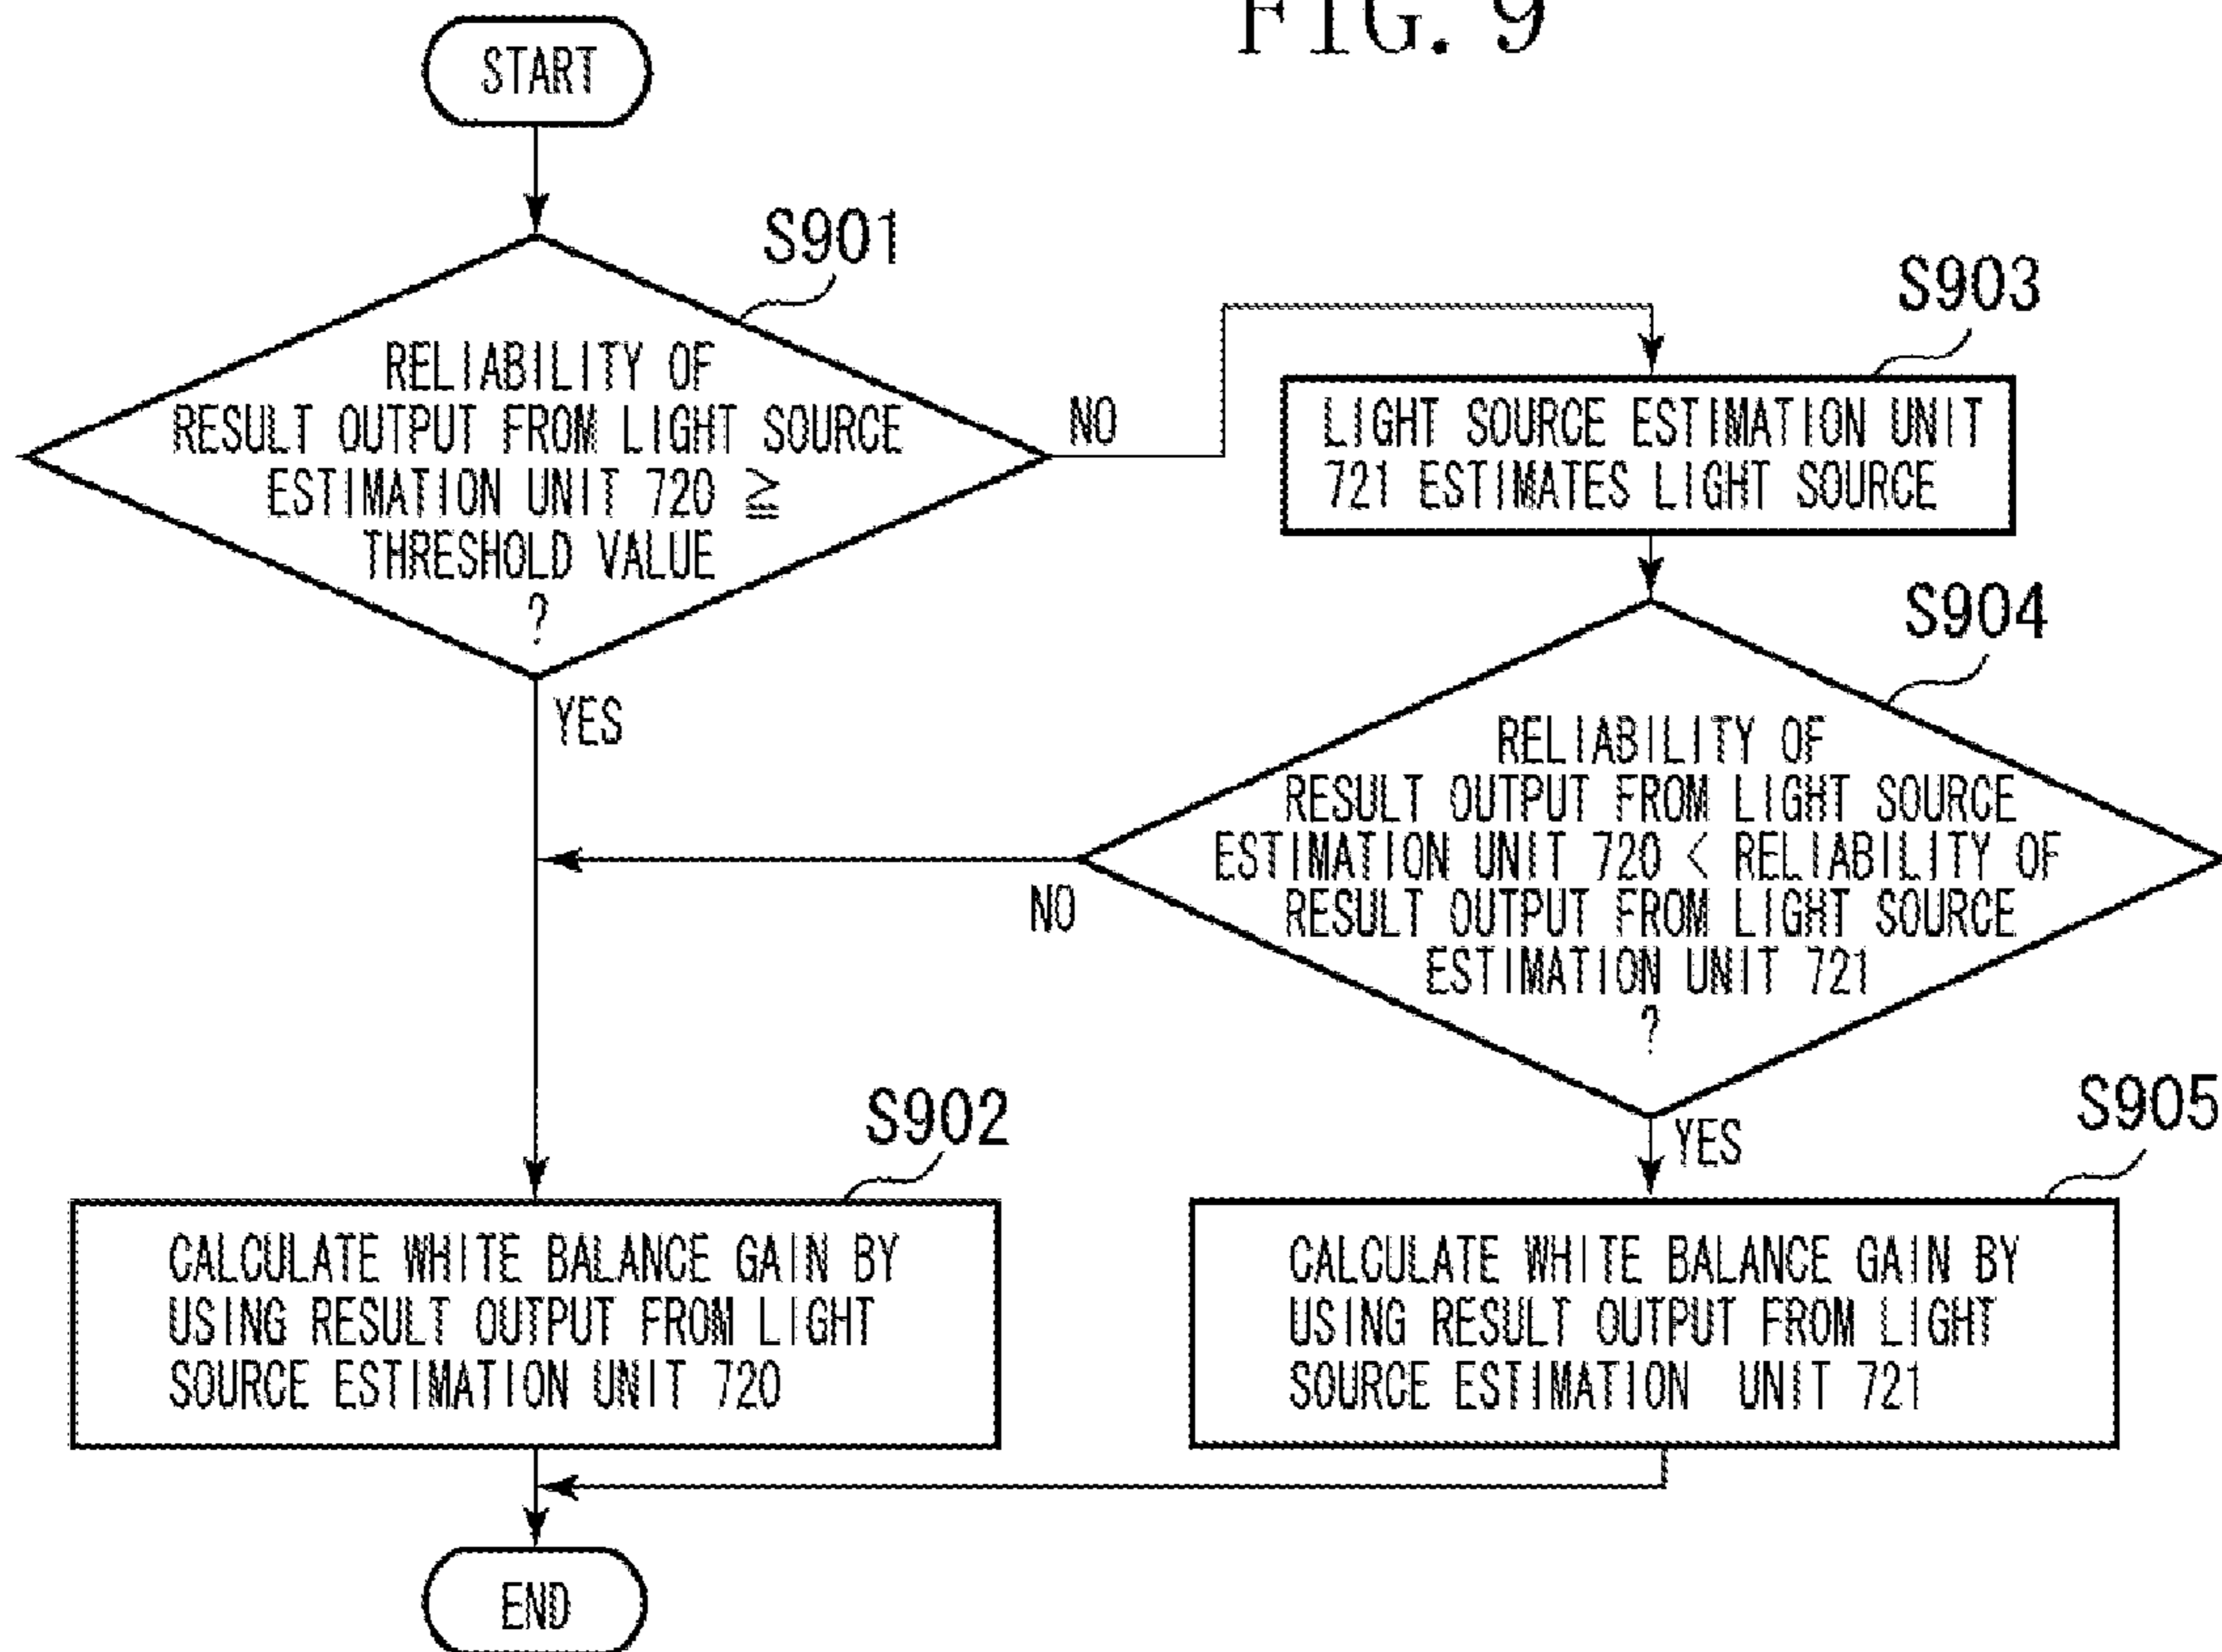 FIG. 9
START
S901
RELIABILITY OF
RESULT OUTPUT FROM LIGHT SOURCE
ESTIMATION UNIT 720 ≧
THRESHOLD VALUE
?
NO
YES
S903
LIGHT SOURCE ESTIMATION UNIT
721 ESTIMATES LIGHT SOURCE
S904
RELIABILITY OF
RESULT OUTPUT FROM LIGHT SOURCE
ESTIMATION UNIT 720 < RELIABILITY OF
RESULT OUTPUT FROM LIGHT SOURCE
ESTIMATION UNIT 721
?
NO
YES
S902
CALCULATE WHITE BALANCE GAIN BY
USING RESULT OUTPUT FROM LIGHT
SOURCE ESTIMATION UNIT 720
S905
CALCULATE WHITE BALANCE GAIN BY
USING RESULT OUTPUT FROM LIGHT
SOURCE ESTIMATION UNIT 721
END